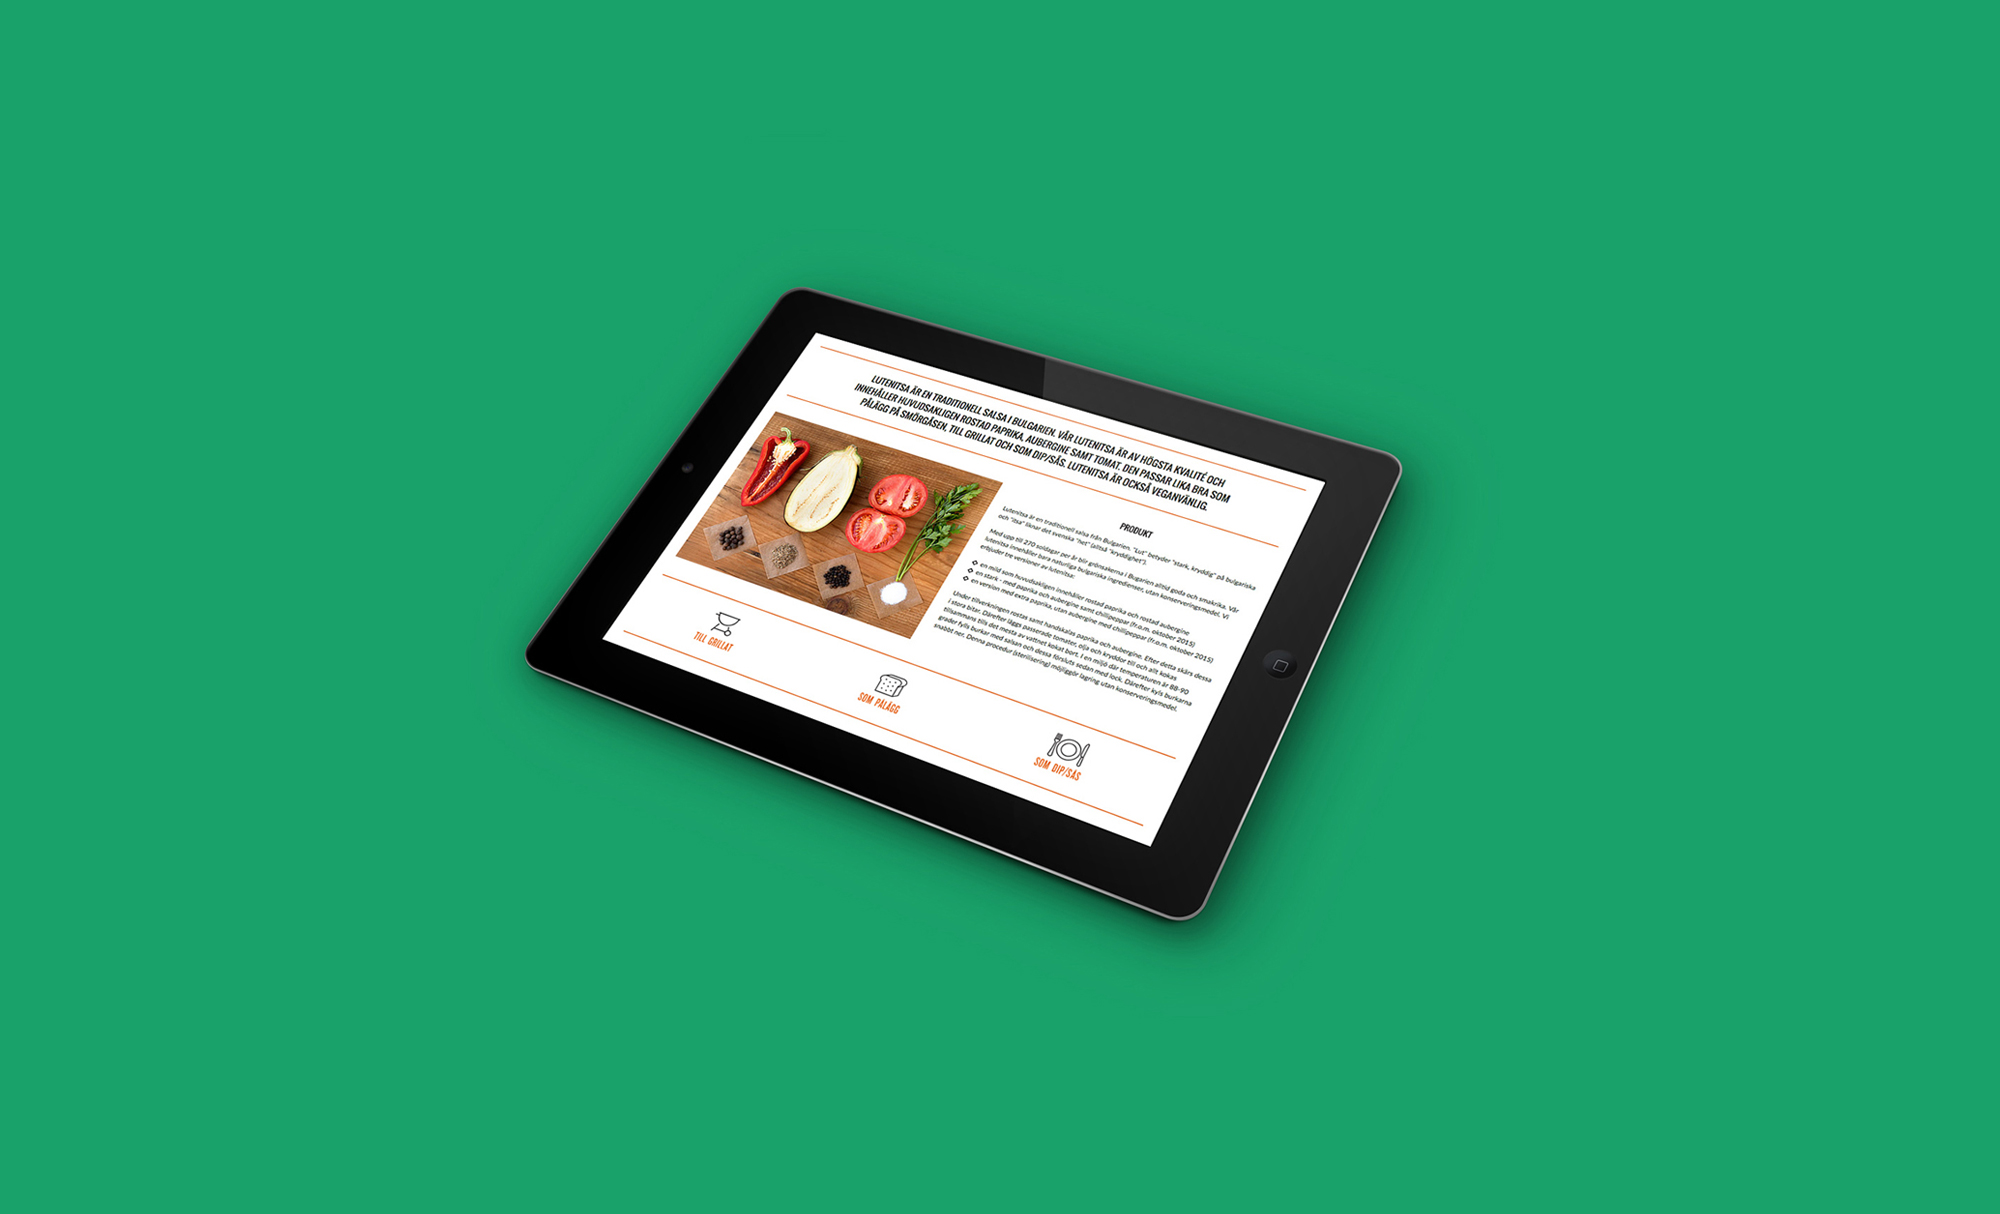 LUTENITSA ÄR EN TRADITIONELL SALSA I BULGARIEN. VÅR LUTENITSA ÄR AV HÖGSTA KVALITÉ OCH
INNEHÅLLER HUVUDSAKLIGEN ROSTAD PAPRIKA, AUBERGINE SAMT TOMAT. DEN PASSAR LIKA BRA SOM
PÅLÄGG PÅ SMÖRGÅSEN, TILL GRILLAT OCH SOM DIP/SÅS. LUTENITSA ÄR OCKSÅ VEGANVÄNLIG.
PRODUKT
Lutenitsa är en traditionell salsa från Bulgarien. "Lut" betyder "stark, kryddig" på bulgariska
och "itsa" liknar det svenska "het" (alltså "kryddighet").
Med upp till 270 soldagar per år blir grönsakerna i Bugarien alltid goda och smakrika. Vår
lutenitsa innehåller bara naturliga bulgariska ingredienser, utan konserveringsmedel. Vi
erbjuder tre versioner av lutenitsa:
en mild som huvudsakligen innehåller rostad paprika och rostad aubergine
en stark - med paprika och aubergine samt chillipeppar (fr.o.m. oktober 2015)
en version med extra paprika, utan aubergine med chillipeppar (fr.o.m. oktober 2015)
Under tillverkningen rostas samt handskalas paprika och aubergine. Efter detta skärs dessa
i stora bitar. Därefter läggs passerade tomater, olja och kryddor till och allt kokas
tillsammans tills det mesta av vattnet kokat bort. I en miljö där temperaturen är 88-90
grader fylls burkar med salsan och dessa försluts sedan med lock. Därefter kyls burkarna
snabbt ner. Denna procedur (sterilisering) möjliggör lagring utan konserveringsmedel.
TILL GRILLAT
SOM PÅLÄGG
SOM DIP/SÅS